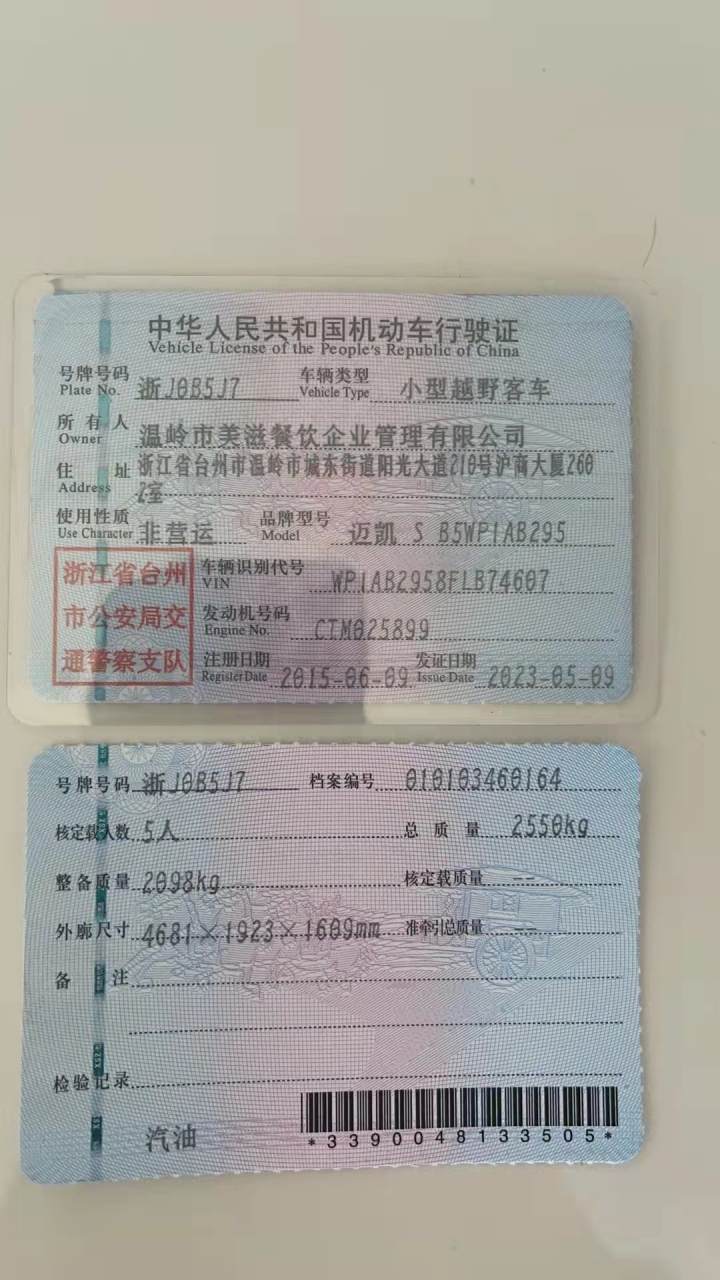 中华人民共和国机动车行驶证
Vehicle License of the People's Republic of China
号牌号码 浙J0B5J7 车辆类型 小型越野客车
Plate No. Vehicle Type
所有人 温岭市美滋餐饮企业管理有限公司
Owner
住址 浙江省台州市温岭市城东街道阳光大道210号沪商大厦260
Address 2室
使用性质 非营运 品牌型号 迈凯 S B5WP1AB295
Use Character Model
浙江省台州
市公安局交
通警察支队
车辆识别代号 WP1AB2958FLB74607
VIN
发动机号码 CTM025899
Engine No.
注册日期 2015-06-09 发证日期 2023-05-09
Register Date Issue Date
号牌号码 浙J0B5J7 档案编号 010103460164
核定载人数 5人 总质量 2550kg
整备质量 2098kg 核定载质量 --
外廓尺寸 4681×1923×1609mm 准牵引总质量 --
备注
检验记录
汽油
*3390048133505*